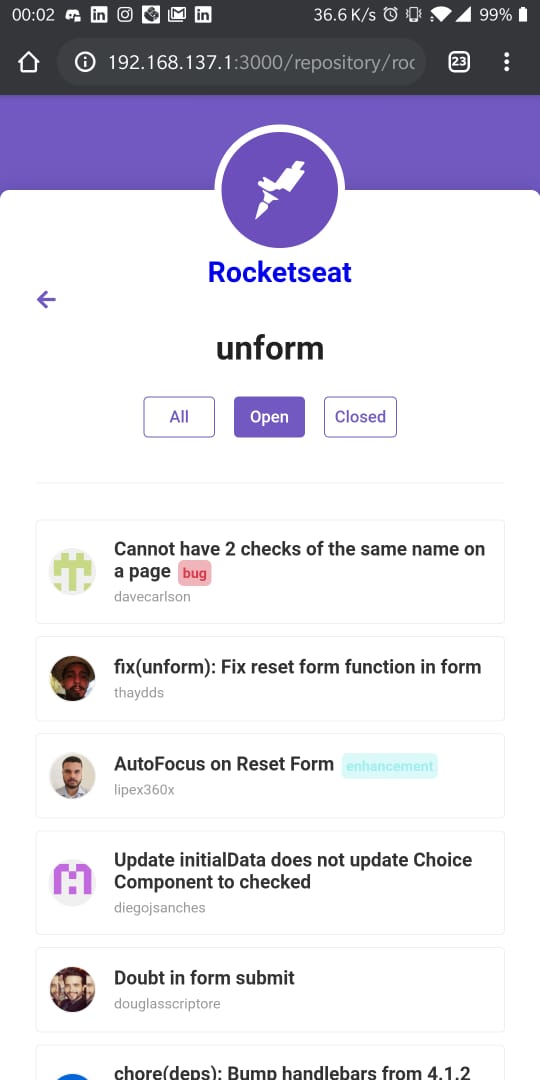 00:02
36.6 K/s
99%
192.168.137.1:3000/repository/roc
23
Rocketseat
unform
All
Open
Closed
Cannot have 2 checks of the same name on
a page bug
davecarlson
fix(unform): Fix reset form function in form
thaydds
AutoFocus on Reset Form enhancement
lipex360x
Update initialData does not update Choice
Component to checked
diegojsanches
Doubt in form submit
douglasscriptore
chore(deps): Bump handlebars from 4.1.2